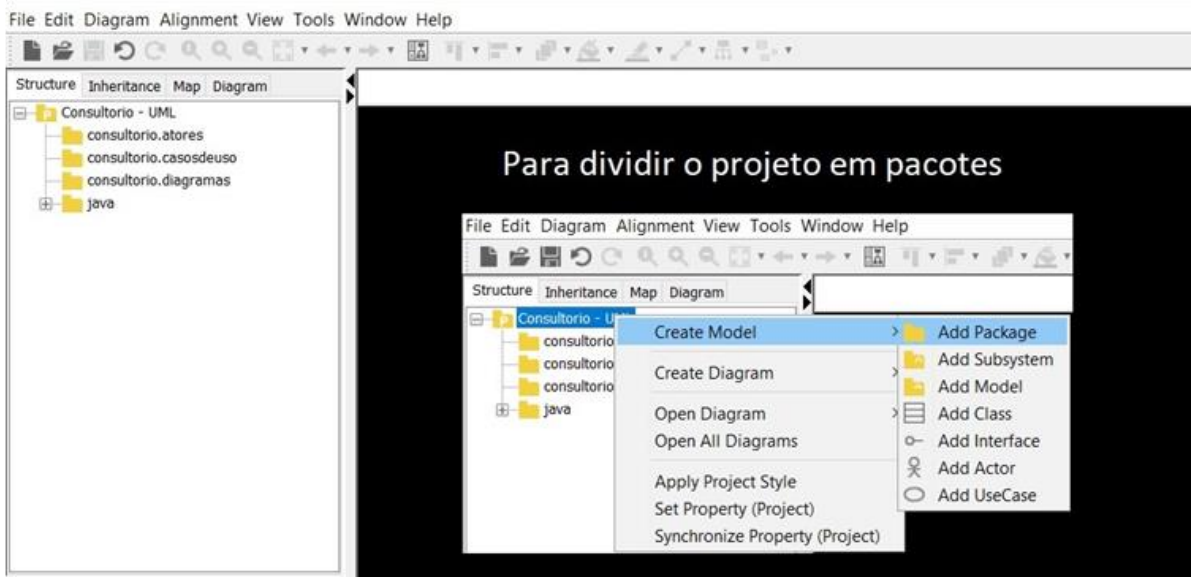 File Edit Diagram Alignment View Tools Window Help
Structure Inheritance Map Diagram
Consultorio - UML
consultorio.atores
consultorio.casosdeuso
consultorio.diagramas
java
Para dividir o projeto em pacotes
File Edit Diagram Alignment View Tools Window Help
Structure Inheritance Map Diagram
Consultorio - U
consultorio
consultorio
consultorio
java
Create Model
Create Diagram
Open Diagram
Open All Diagrams
Apply Project Style
Set Property (Project)
Synchronize Property (Project)
Add Package
Add Subsystem
Add Model
Add Class
Add Interface
Add Actor
Add UseCase